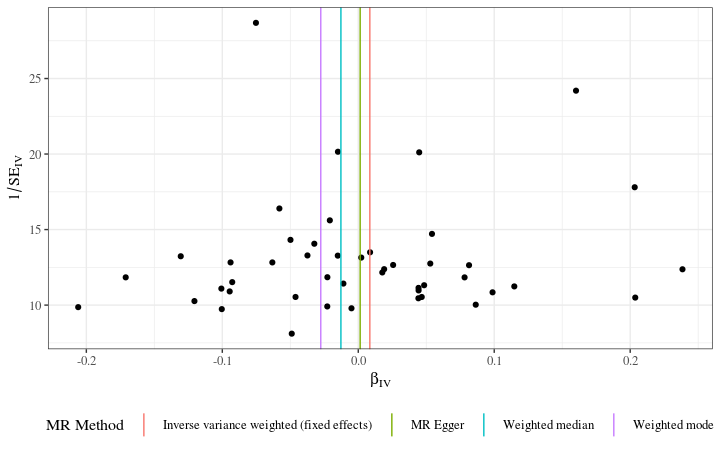 25
20
15
10
1/SE_IV
-0.2 -0.1 0.0 0.1 0.2
β_IV
MR Method Inverse variance weighted (fixed effects) MR Egger Weighted median Weighted mode